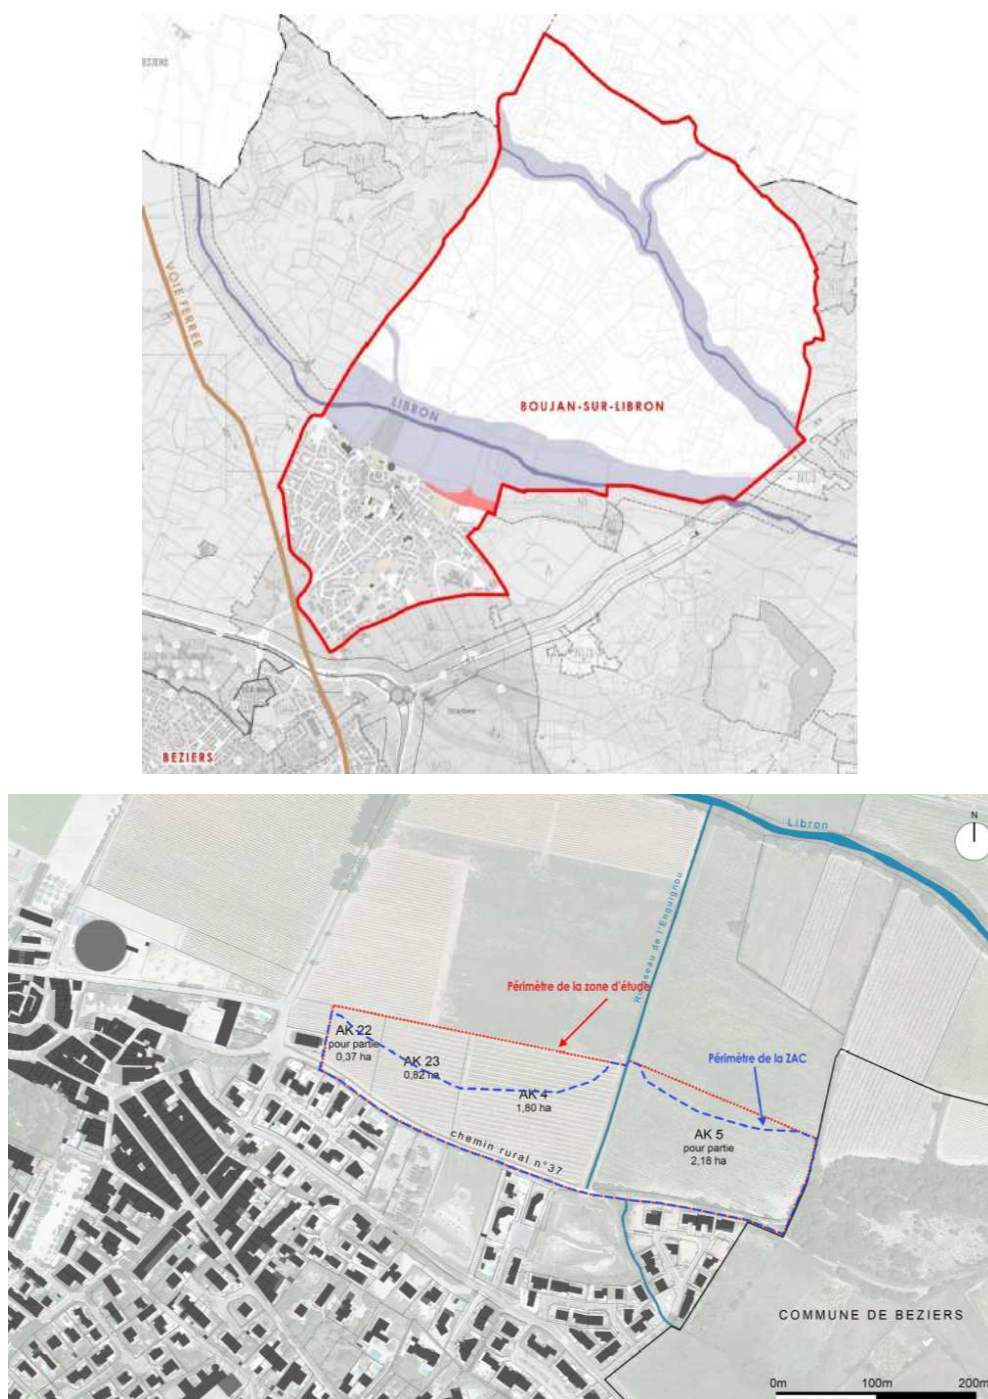 BEZIERS
VOIE FERREE
LIBRON
BOUJAN-SUR-LIBRON
BEZIERS
Libron
N
Ruisseau de l'Enguignou
Périmètre de la zone d'étude
AK 22
pour partie
0,37 ha
AK 23
0,82 ha
Périmètre de la ZAC
AK 4
1,80 ha
AK 5
pour partie
2,18 ha
chemin rural n°37
COMMUNE DE BEZIERS
0m 100m 200m